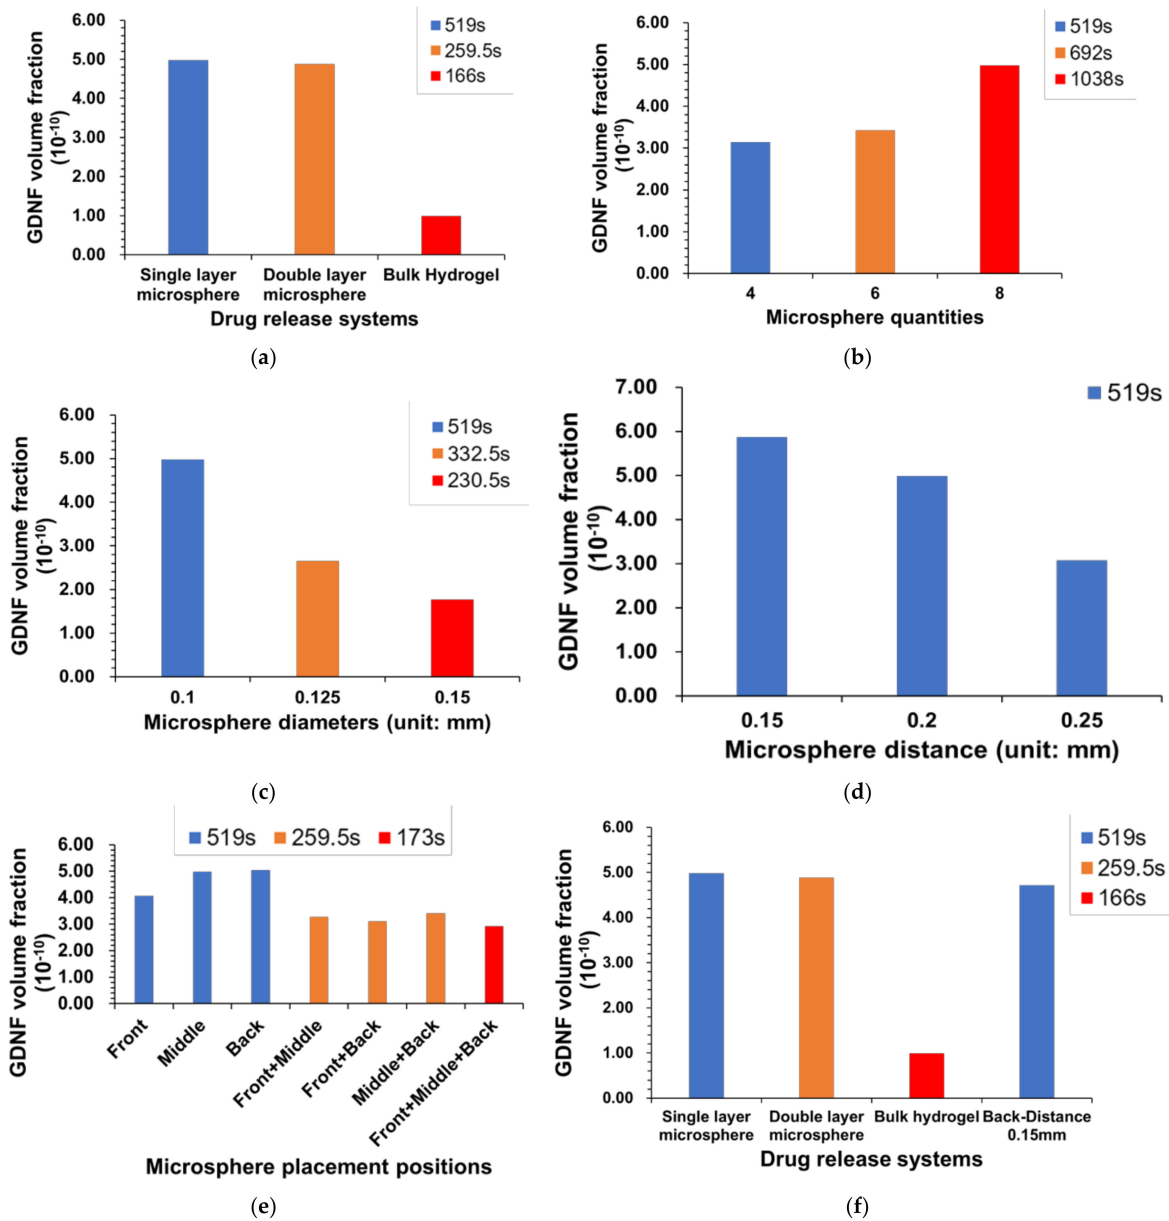 6.00
5.00
4.00
3.00
2.00
1.00
0.00
GDNF volume fraction
(10-10)
519s
259.5s
166s
Single layer
microsphere
Double layer
microsphere
Bulk Hydrogel
Drug release systems
(a)
6.00
5.00
4.00
3.00
2.00
1.00
0.00
GDNF volume fraction
(10-10)
519s
692s
1038s
4 6 8
Microsphere quantities
(b)
6.00
5.00
4.00
3.00
2.00
1.00
0.00
GDNF volume fraction
(10-10)
519s
332.5s
230.5s
0.1 0.125 0.15
Microsphere diameters (unit: mm)
(c)
7.00
6.00
5.00
4.00
3.00
2.00
1.00
0.00
GDNF volume fraction
(10-10)
519s
0.15 0.2 0.25
Microsphere distance (unit: mm)
(d)
519s 259.5s 173s
6.00
5.00
4.00
3.00
2.00
1.00
0.00
GDNF volume fraction
(10-10)
Front
Middle
Back
Front+Middle
Front+Back
Middle+Back
Front+Middle+Back
Microsphere placement positions
(e)
6.00
5.00
4.00
3.00
2.00
1.00
0.00
GDNF volume fraction
(10-10)
519s
259.5s
166s
Single layer
microsphere
Double layer
microsphere
Bulk hydrogel
Back-Distance
0.15mm
Drug release systems
(f)